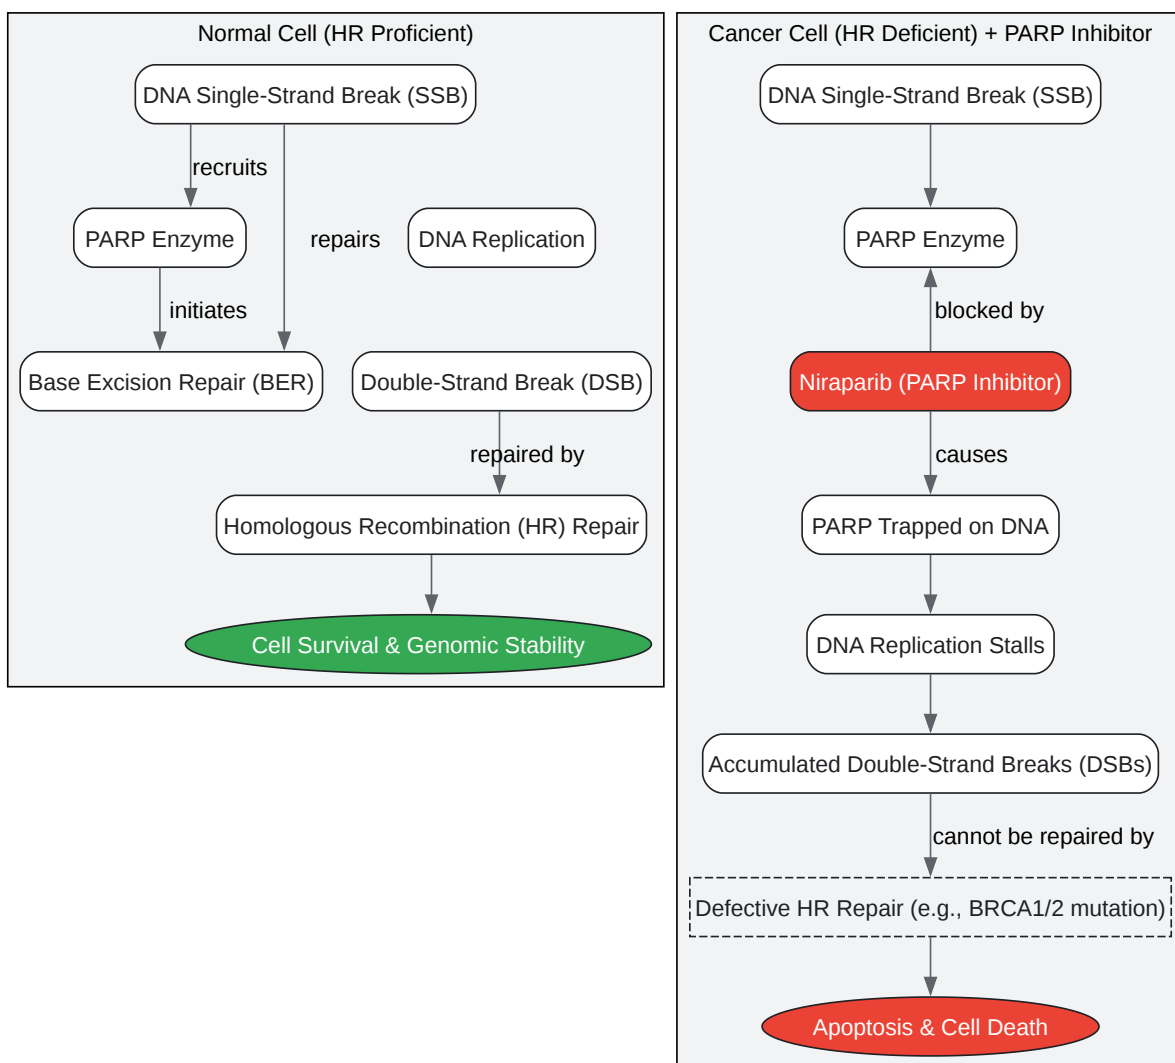 Normal Cell (HR Proficient)
DNA Single-Strand Break (SSB)
recruits
PARP Enzyme
repairs
DNA Replication
initiates
Base Excision Repair (BER)
Double-Strand Break (DSB)
repaired by
Homologous Recombination (HR) Repair
Cell Survival & Genomic Stability
Cancer Cell (HR Deficient) + PARP Inhibitor
DNA Single-Strand Break (SSB)
PARP Enzyme
blocked by
Niraparib (PARP Inhibitor)
causes
PARP Trapped on DNA
DNA Replication Stalls
Accumulated Double-Strand Breaks (DSBs)
cannot be repaired by
Defective HR Repair (e.g., BRCA1/2 mutation)
Apoptosis & Cell Death